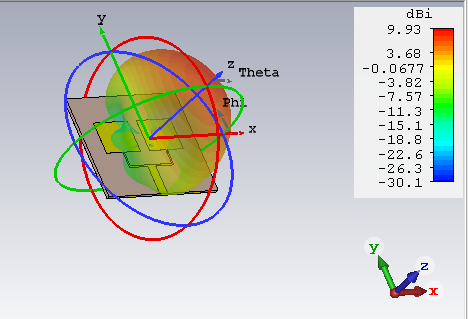 dBi
9.93
3.68
-0.0677
-3.82
-7.57
-11.3
-15.1
-18.8
-22.6
-26.3
-30.1
y
z
Theta
Phi
x
y
z
x